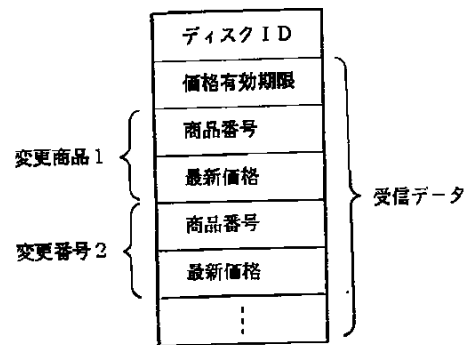 ディスクID
価格有効期限
商品番号
変更商品1
最新価格
受信データ
商品番号
変更番号2
最新価格
⋮